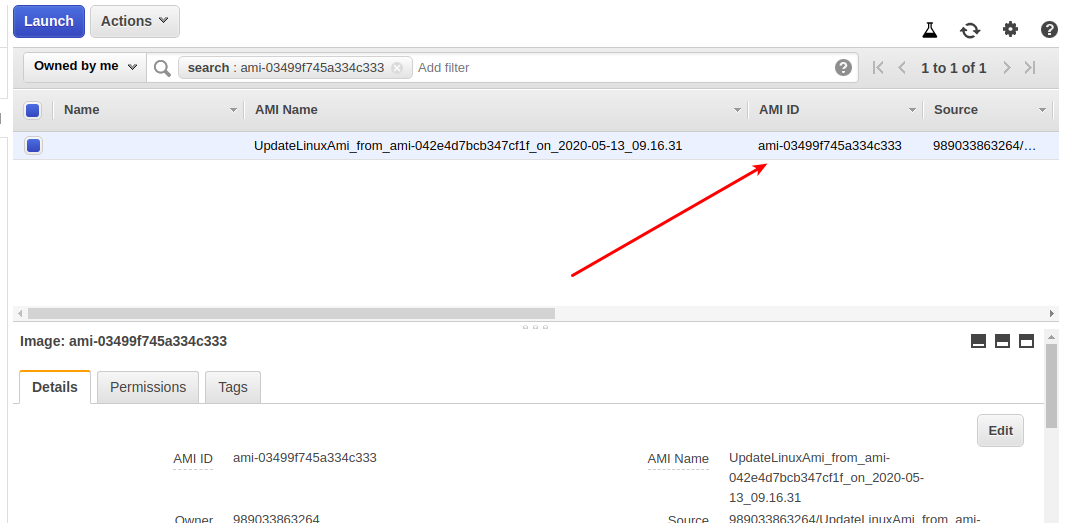 Launch Actions
Owned by me search : ami-03499f745a334c333 Add filter 1 to 1 of 1
Name AMI Name AMI ID Source
UpdateLinuxAmi_from_ami-042e4d7bcb347cf1f_on_2020-05-13_09.16.31 ami-03499f745a334c333 989033863264/…
Image: ami-03499f745a334c333
Details Permissions Tags
Edit
AMI ID ami-03499f745a334c333 AMI Name UpdateLinuxAmi_from_ami-
042e4d7bcb347cf1f_on_2020-05-
13_09.16.31
Owner 989033863264 Source 989033863264/UpdateLinuxAmi_from_ami-